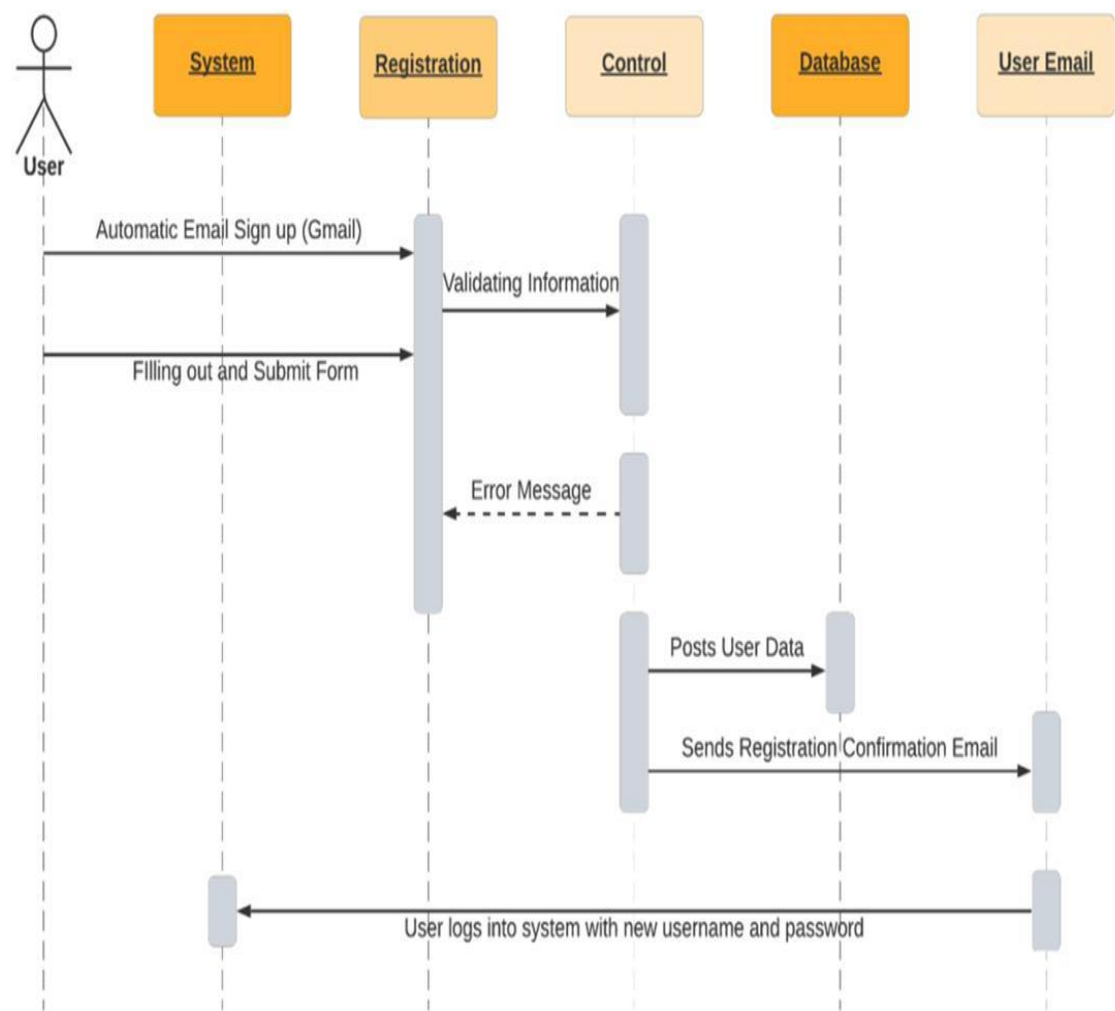 System
Registration
Control
Database
User Email
User
Automatic Email Sign up (Gmail)
Validating Information
FIlling out and Submit Form
Error Message
Posts User Data
Sends Registration Confirmation Email
User logs into system with new username and password